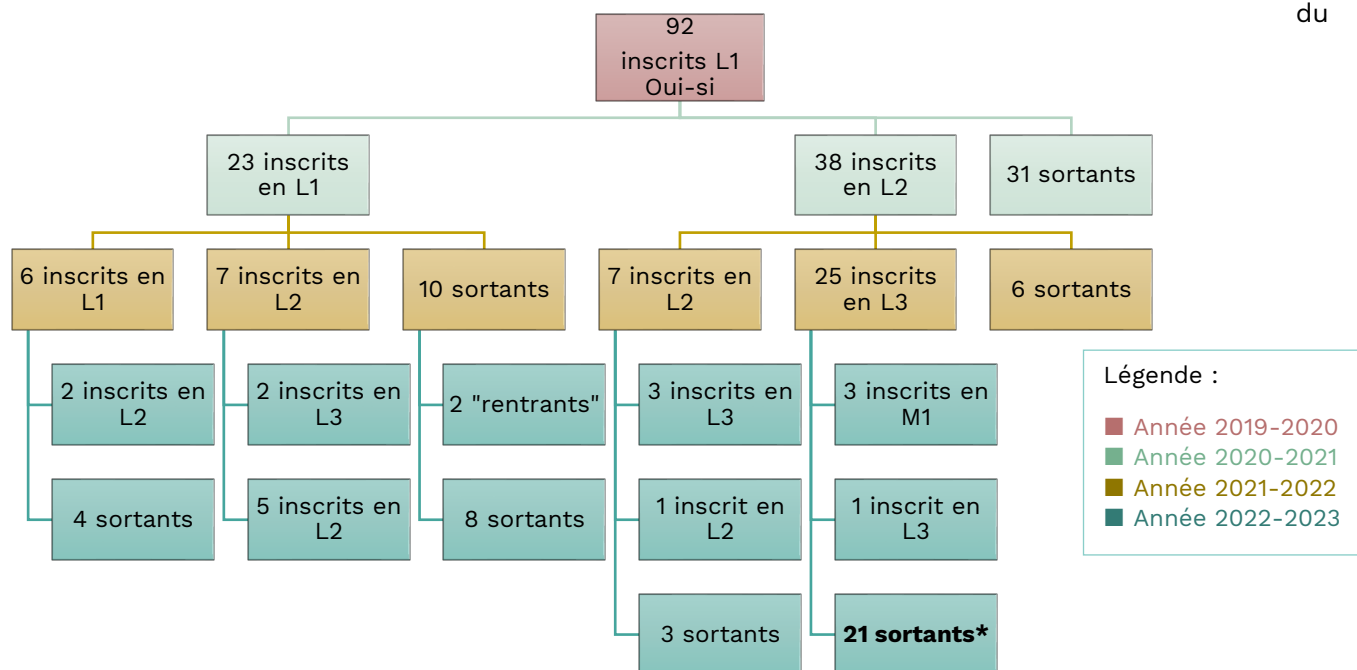 du
92
inscrits L1
Oui-si
23 inscrits
en L1
38 inscrits
en L2
31 sortants
6 inscrits en
L1
7 inscrits en
L2
10 sortants
7 inscrits en
L2
25 inscrits
en L3
6 sortants
2 inscrits en
L2
2 inscrits en
L3
2 "rentrants"
3 inscrits en
L3
3 inscrits en
M1
4 sortants
5 inscrits en
L2
8 sortants
1 inscrit en
L2
1 inscrit en
L3
3 sortants
21 sortants*
Légende :
Année 2019-2020
Année 2020-2021
Année 2021-2022
Année 2022-2023